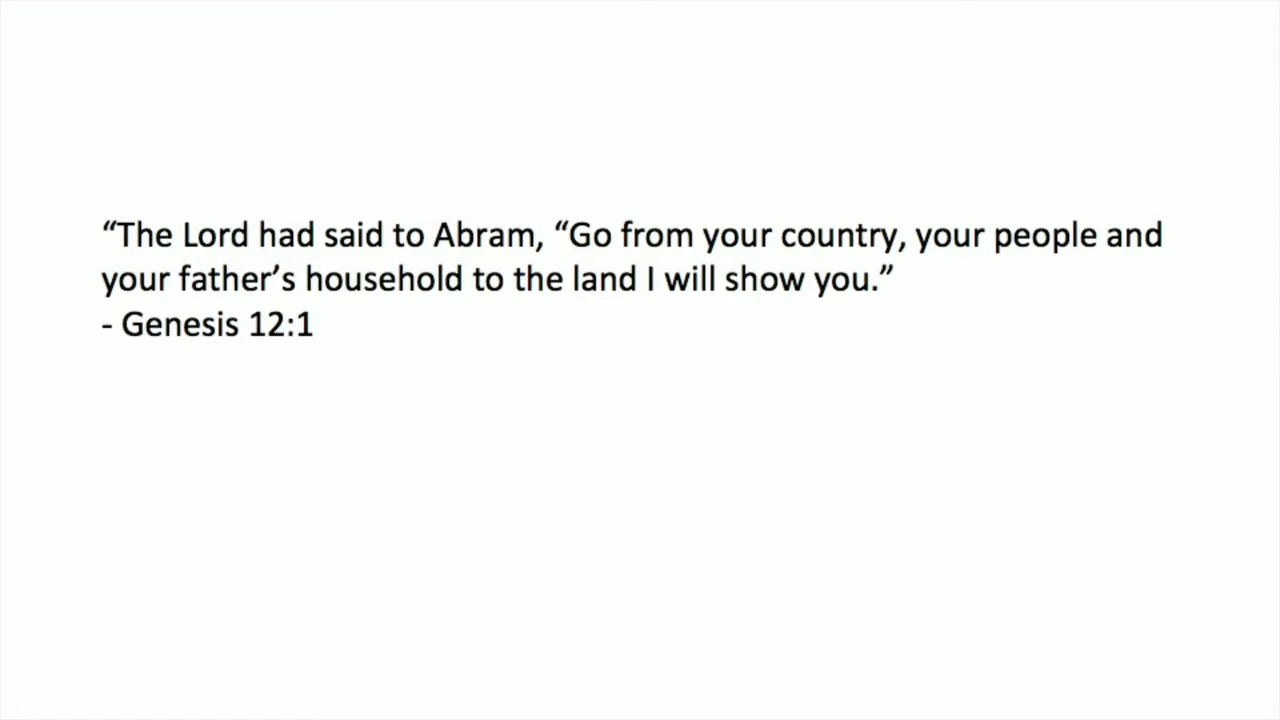 “The Lord had said to Abram, “Go from your country, your people and
your father’s household to the land I will show you.”
- Genesis 12:1